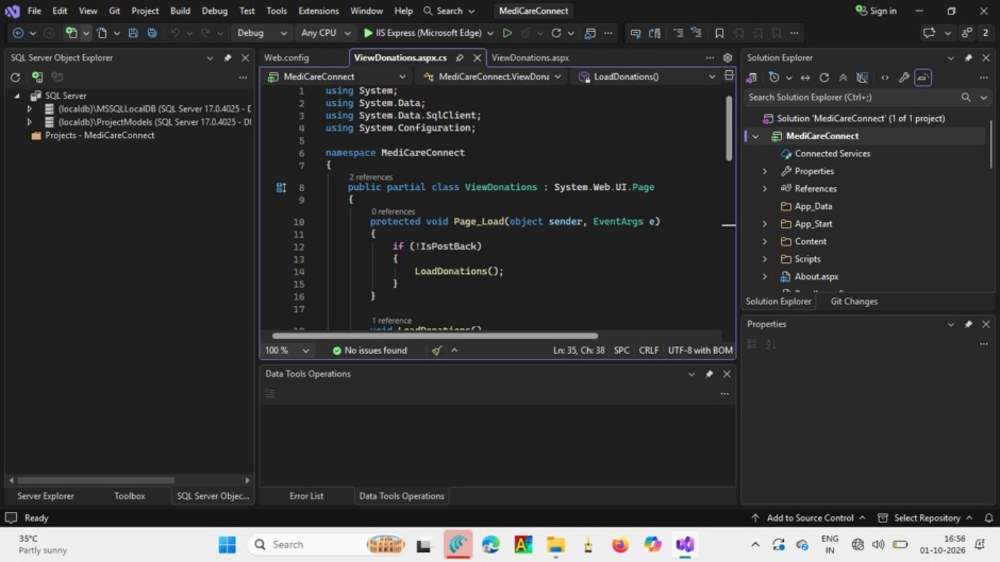 File Edit View Git Project Build Debug Test Tools Extensions Window Help Search MediCareConnect Sign in
Debug Any CPU IIS Express (Microsoft Edge) 2
SQL Server Object Explorer
SQL Server
(localdb)\MSSQLLocalDB (SQL Server 17.0.4025 - D
(localdb)\ProjectModels (SQL Server 17.0.4025 - DI
Projects - MediCareConnect
Server Explorer Toolbox SQL Server Objec...
Web.config ViewDonations.aspx.cs ViewDonations.aspx
MediCareConnect MediCareConnect.ViewDona LoadDonations()
1 using System;
2 using System.Data;
3 using System.Data.SqlClient;
4 using System.Configuration;
5
6 namespace MediCareConnect
7 {
2 references
8 public partial class ViewDonations : System.Web.UI.Page
9 {
0 references
10 protected void Page_Load(object sender, EventArgs e)
11 {
12 if (!IsPostBack)
13 {
14 LoadDonations();
15 }
16 }
17
1 reference
18 void LoadDonations()
100 % No issues found Ln: 35, Ch: 38 SPC CRLF UTF-8 with BOM
Data Tools Operations
Error List Data Tools Operations
Solution Explorer
Search Solution Explorer (Ctrl+;)
Solution 'MediCareConnect' (1 of 1 project)
MediCareConnect
Connected Services
Properties
References
App_Data
App_Start
Content
Scripts
About.aspx
Solution Explorer Git Changes
Properties
Ready Add to Source Control Select Repository
35°C
Partly sunny
Search
ENG
IN
16:56
01-10-2026